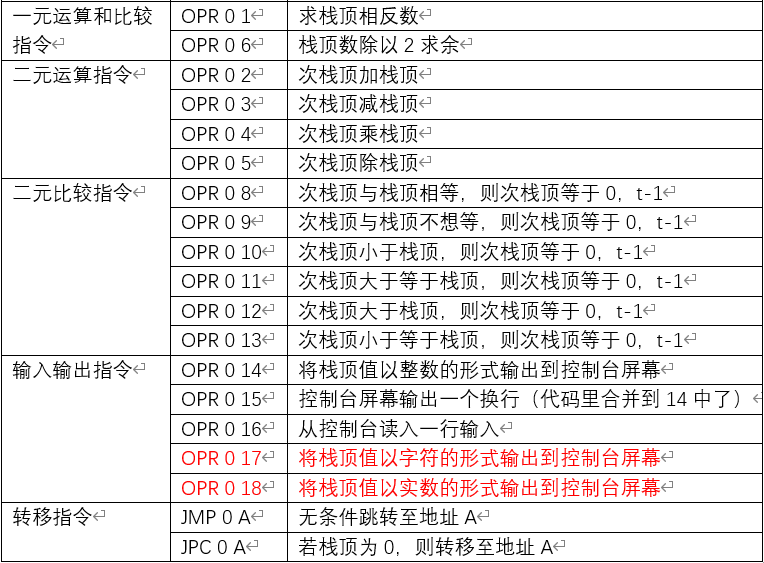 一元运算和比较指令 OPR 0 1 求栈顶相反数
OPR 0 6 栈顶数除以 2 求余
二元运算指令 OPR 0 2 次栈顶加栈顶
OPR 0 3 次栈顶减栈顶
OPR 0 4 次栈顶乘栈顶
OPR 0 5 次栈顶除栈顶
二元比较指令 OPR 0 8 次栈顶与栈顶相等，则次栈顶等于 0，t-1
OPR 0 9 次栈顶与栈顶不想等，则次栈顶等于 0，t-1
OPR 0 10 次栈顶小于栈顶，则次栈顶等于 0，t-1
OPR 0 11 次栈顶大于等于栈顶，则次栈顶等于 0，t-1
OPR 0 12 次栈顶大于栈顶，则次栈顶等于 0，t-1
OPR 0 13 次栈顶小于等于栈顶，则次栈顶等于 0，t-1
输入输出指令 OPR 0 14 将栈顶值以整数的形式输出到控制台屏幕
OPR 0 15 控制台屏幕输出一个换行（代码里合并到 14 中了）
OPR 0 16 从控制台读入一行输入
OPR 0 17 将栈顶值以字符的形式输出到控制台屏幕
OPR 0 18 将栈顶值以实数的形式输出到控制台屏幕
转移指令 JMP 0 A 无条件跳转至地址 A
JPC 0 A 若栈顶为 0，则转移至地址 A